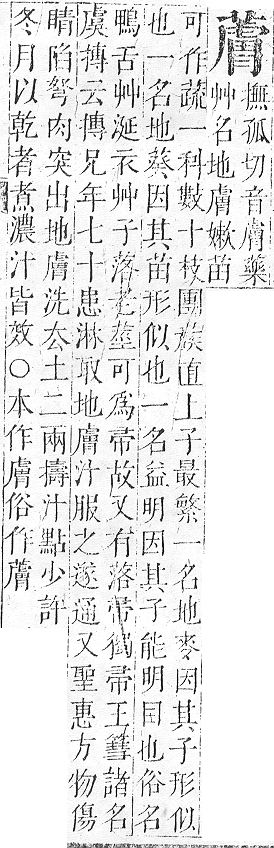 䕎
撫孤切音膚藥
艸名地膚嫩苗
可作蔬一科數十枝團族直上子最繁一名地麥因其子形似
也一名地葵因其苗形似也一名益明因其子能明目也俗名
鴨舌艸涎衣艸子落老莖可爲帚故又有落帚獨帚王篲諸名
虞摶云摶兄年七十患淋取地膚汁服之遂通又聖惠方物傷
睛陷弩肉突出地膚洗厺土二兩擣汁點少許
冬月以乾者煮濃汁皆效○本作膚俗作䕎